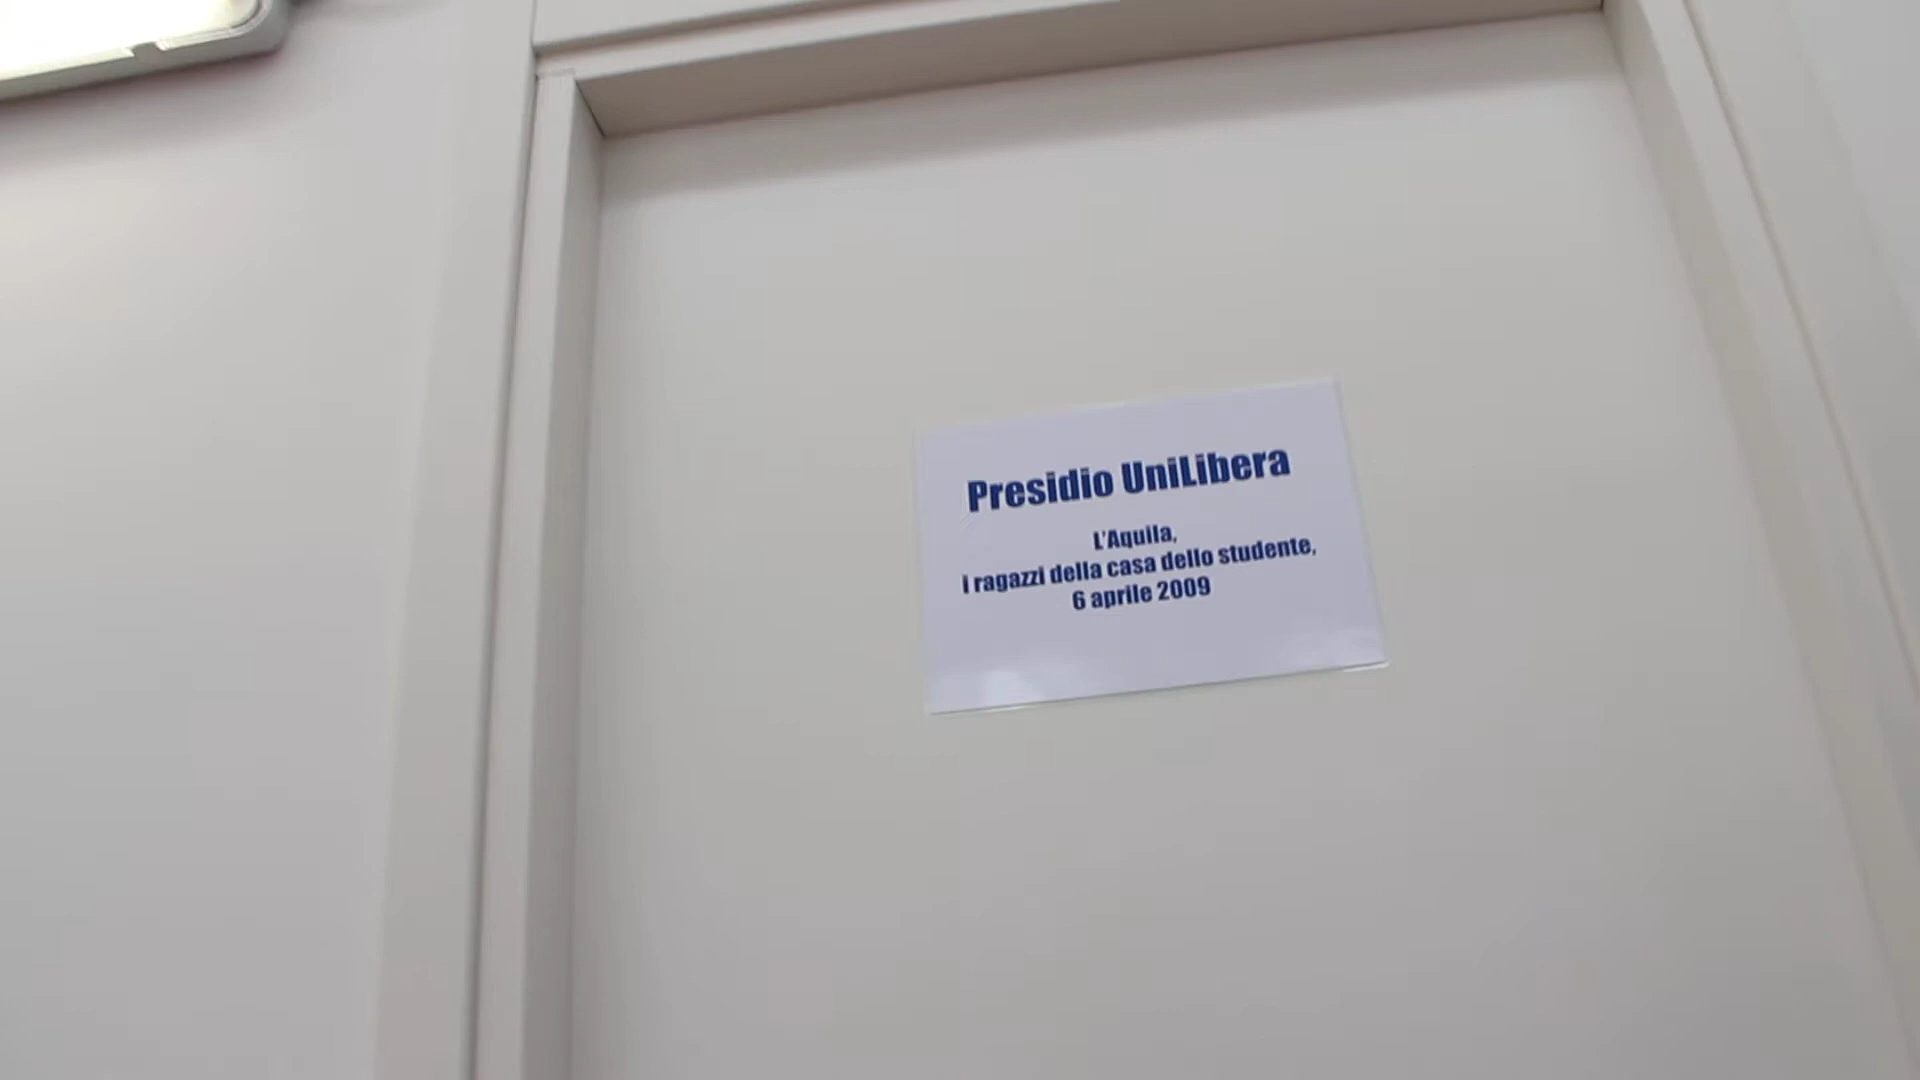 Presidio UniLibera
L'Aquila,
i ragazzi della casa dello studente,
6 aprile 2009